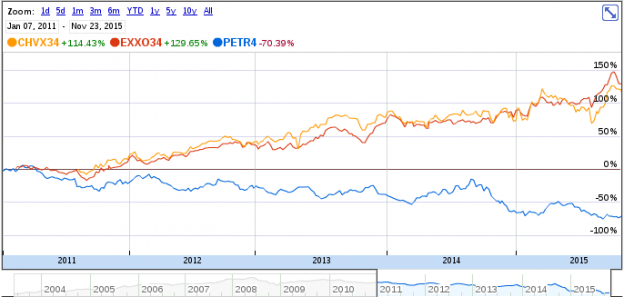 Zoom: 1d 5d 1m 3m 6m YTD 1y 5y 10y All
Jan 07, 2011 - Nov 23, 2015
CHVX34 +114.43% EXXO34 +129.65% PETR4 -70.39%
150%
100%
50%
0%
-50%
-100%
2011 2012 2013 2014 2015
2004 2005 2006 2007 2008 2009 2010 2011 2012 2013 2014 2015